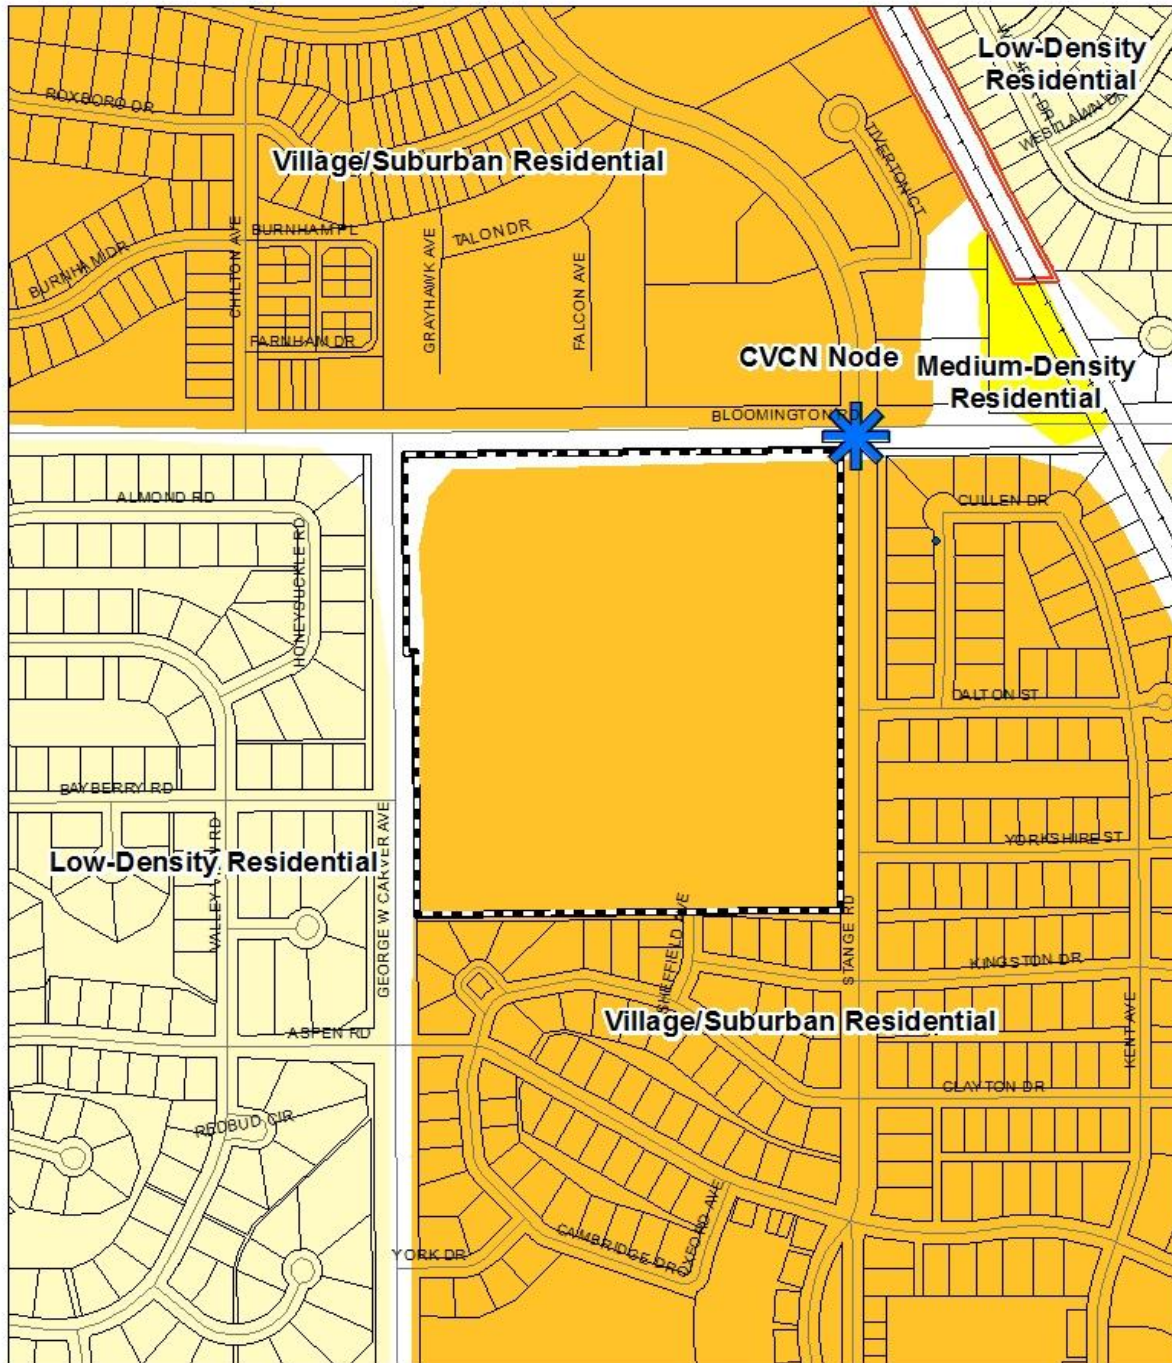 Low-Density
Residential
WESTLAWN DR
ROXBORO DR
TIVERTON CT
Village/Suburban Residential
BURNHAM PL
TALON DR
BURNHAM DR
CHILTON AVE
GRAYHAWK AVE
FALCON AVE
FARNHAM DR
CVCN Node
Medium-Density
Residential
BLOOMINGTON RD
ALMOND RD
CULLEN DR
HONEYSUCKLE RD
DALTON ST
BAYBERRY RD
GEORGE W CARVER AVE
YORKSHIRE ST
Low-Density Residential
VALLEY VIEW RD
SHEFFIELD AVE
STANGE RD
KINGSTON DR
Village/Suburban Residential
ASPEN RD
KENT AVE
CLAYTON DR
REDBUD CIR
OXFORD AVE
CAMBRIDGE DR
YORK DR